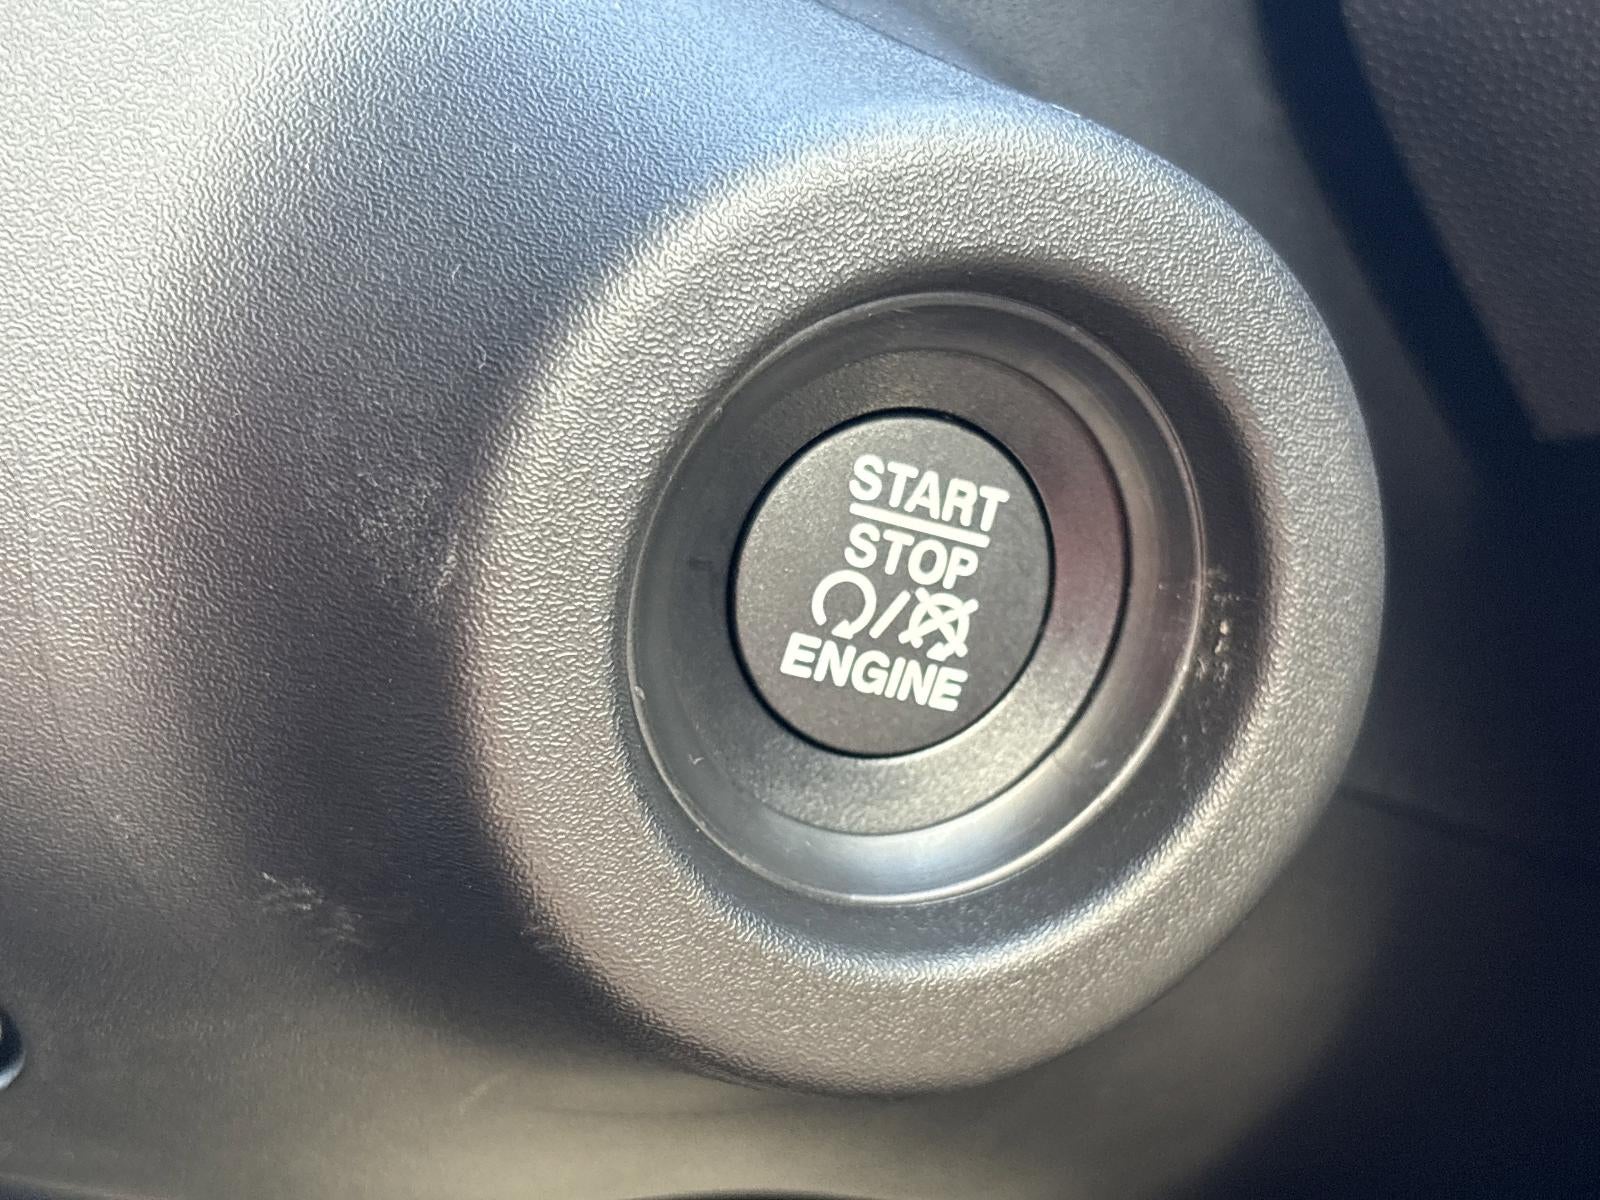 START
STOP
/
ENGINE